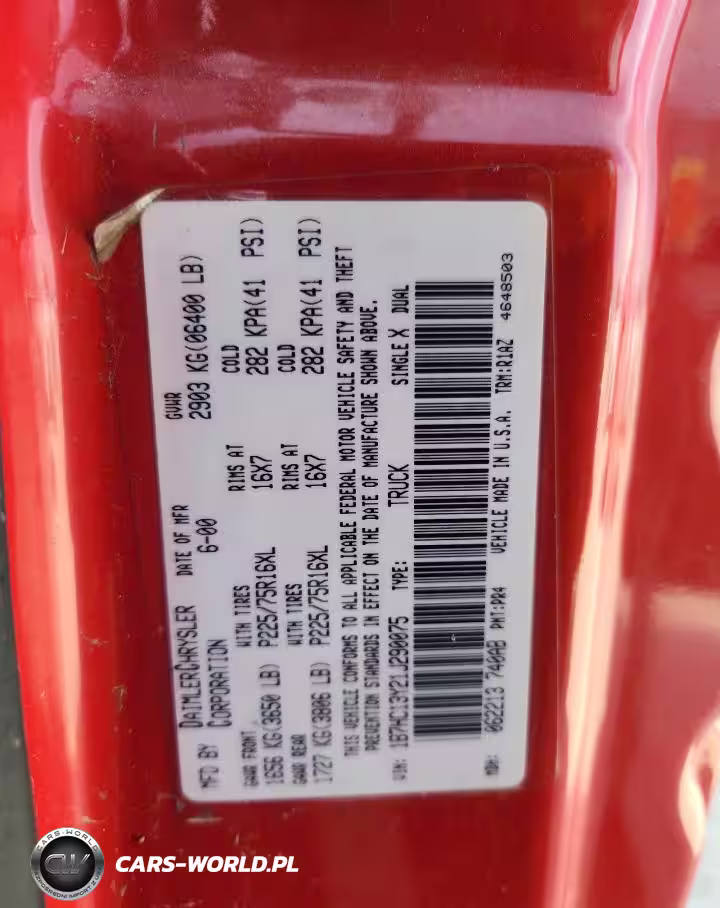 MFD BY DAIMLERCHRYSLER CORPORATION
DATE OF MFR 6-00
GVWR 2903 KG(06400 LB)
GAWR FRONT WITH TIRES RIMS AT COLD
1656 KG(3650 LB) P225/75R16XL 16X7 282 KPA(41 PSI)
GAWR REAR WITH TIRES RIMS AT COLD
1727 KG(3806 LB) P225/75R16XL 16X7 282 KPA(41 PSI)
THIS VEHICLE CONFORMS TO ALL APPLICABLE FEDERAL MOTOR VEHICLE SAFETY AND THEFT
PREVENTION STANDARDS IN EFFECT ON THE DATE OF MANUFACTURE SHOWN ABOVE.
VIN: 1B7HC13Y21J290075 TYPE: TRUCK SINGLE X DUAL
MDH: 062213 740AB PNT:PR4 VEHICLE MADE IN U.S.A. TRM:R1AZ 4648503
CARS-WORLD
CW
CARS-WORLD.PL